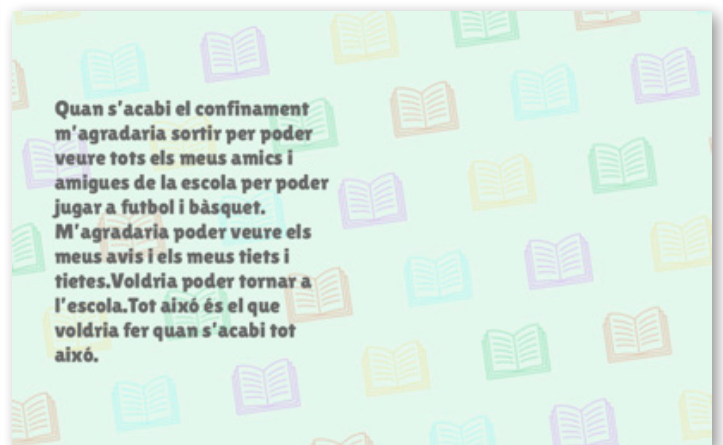 Quan s'acabi el confinament
m'agradaria sortir per poder
veure tots els meus amics i
amigues de la escola per poder
jugar a futbol i bàsquet.
M'agradaria poder veure els
meus avis i els meus tiets i
tietes.Voldria poder tornar a
l'escola.Tot aixó és el que
voldria fer quan s'acabi tot
aixó.